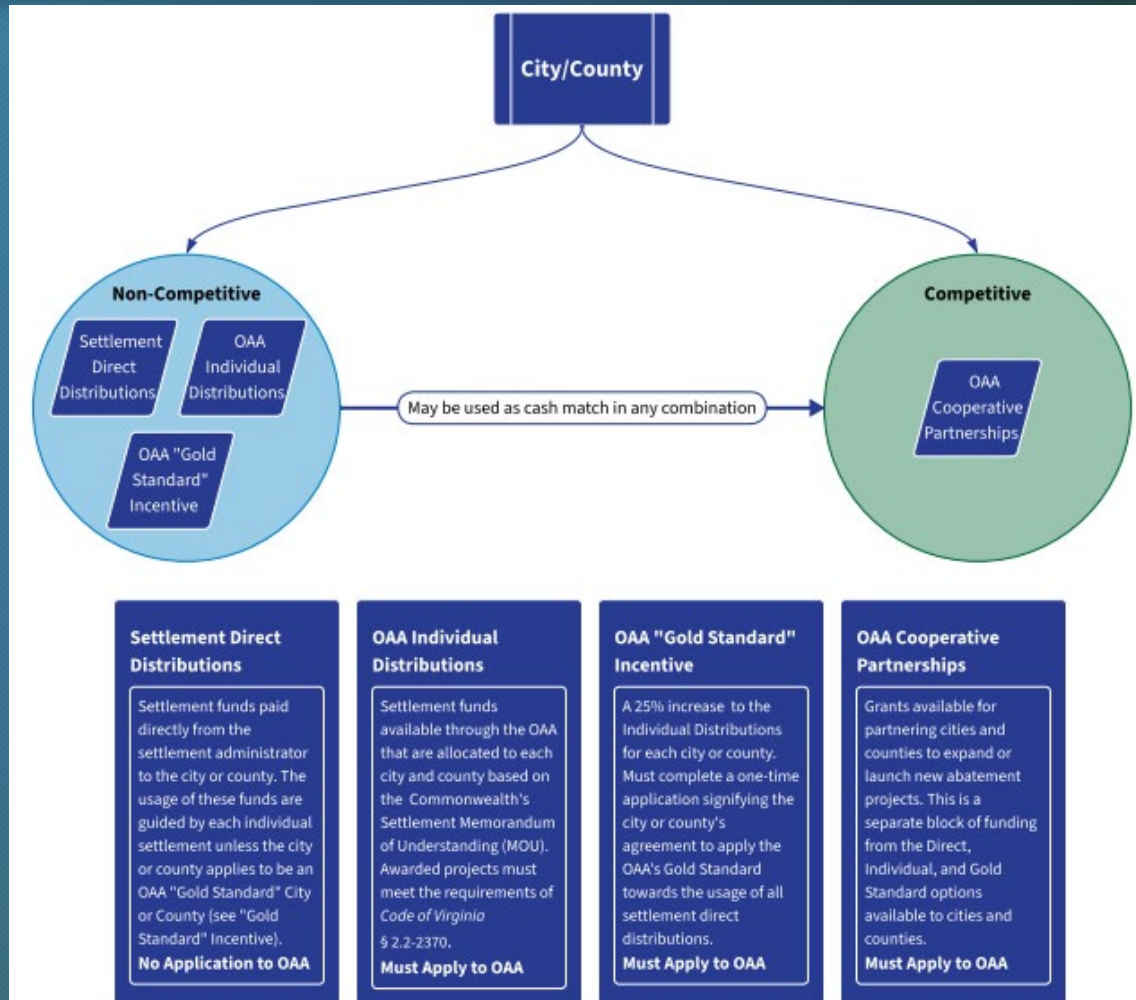 City/County
Non-Competitive
Settlement
Direct
Distributions
OAA
Individual
Distributions
OAA "Gold
Standard"
Incentive
May be used as cash match in any combination
Competitive
OAA
Cooperative
Partnerships
Settlement Direct
Distributions
Settlement funds paid
directly from the
settlement administrator
to the city or county. The
usage of these funds are
guided by each individual
settlement unless the city
or county applies to be an
OAA "Gold Standard" City
or County (see "Gold
Standard" Incentive).
No Application to OAA
OAA Individual
Distributions
Settlement funds
available through the OAA
that are allocated to each
city and county based on
the Commonwealth's
Settlement Memorandum
of Understanding (MOU).
Awarded projects must
meet the requirements of
Code of Virginia
§ 2.2-2370.
Must Apply to OAA
OAA "Gold Standard"
Incentive
A 25% increase to the
Individual Distributions
for each city or county.
Must complete a one-time
application signifying the
city or county's
agreement to apply the
OAA's Gold Standard
towards the usage of all
settlement direct
distributions.
Must Apply to OAA
OAA Cooperative
Partnerships
Grants available for
partnering cities and
counties to expand or
launch new abatement
projects. This is a
separate block of funding
from the Direct,
Individual, and Gold
Standard options
available to cities and
counties.
Must Apply to OAA